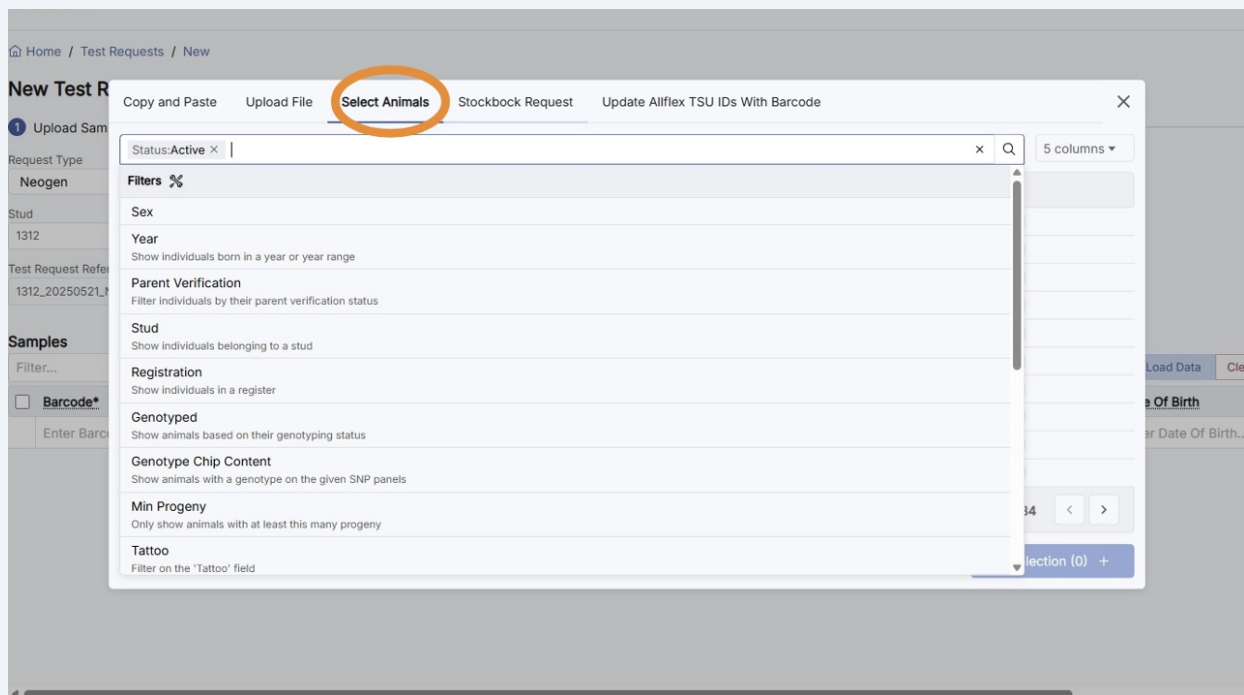 Home / Test Requests / New
New Test R
Copy and Paste Upload File Select Animals Stockbock Request Update Allflex TSU IDs With Barcode
1 Upload Sam
Status:Active
5 columns
Request Type
Neogen
Filters
Sex
Stud
1312
Year
Show individuals born in a year or year range
Test Request Refe
1312_20250521_
Parent Verification
Filter individuals by their parent verification status
Stud
Show individuals belonging to a stud
Samples
Filter...
Load Data Cle
Registration
Show individuals in a register
Barcode*
e Of Birth
Enter Barc
er Date Of Birth...
Genotyped
Show animals based on their genotyping status
Genotype Chip Content
Show animals with a genotype on the given SNP panels
Min Progeny
Only show animals with at least this many progeny
34
Tattoo
Filter on the 'Tattoo' field
lection (0) +